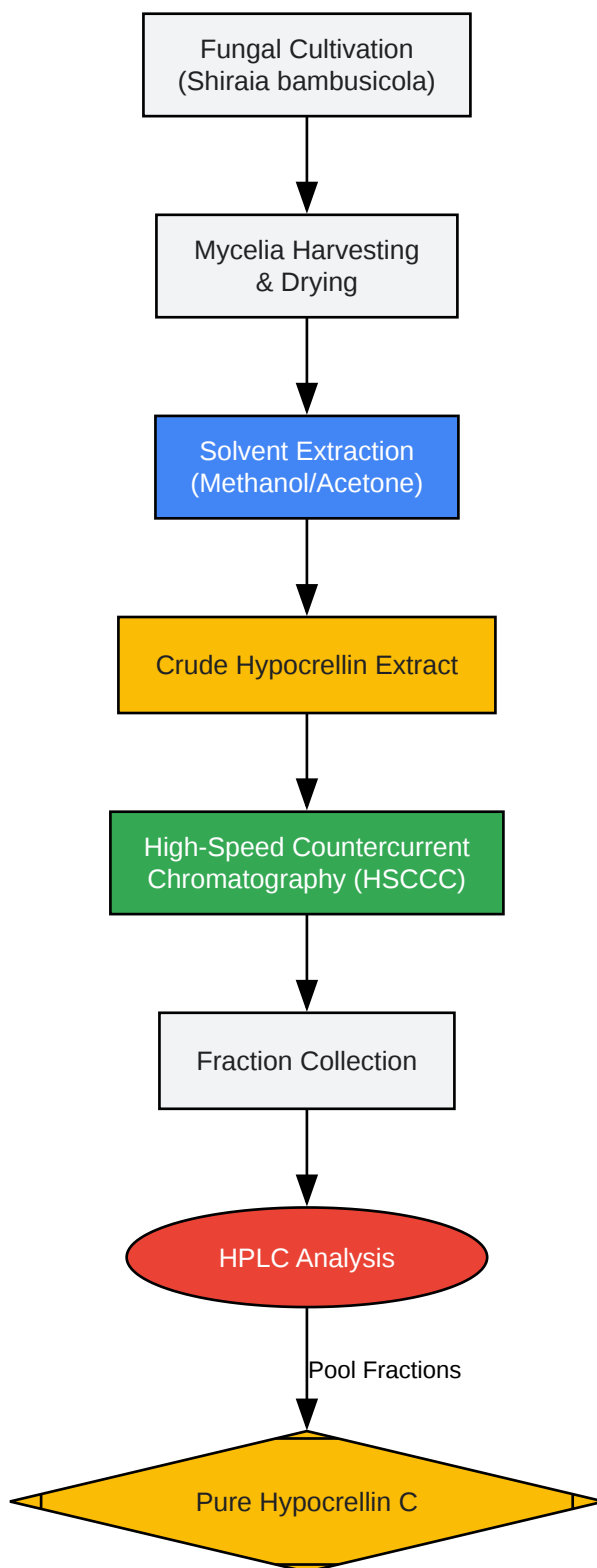 Fungal Cultivation
(Shiraia bambusicola)
Mycelia Harvesting
& Drying
Solvent Extraction
(Methanol/Acetone)
Crude Hypocrellin Extract
High-Speed Countercurrent
Chromatography (HSCCC)
Fraction Collection
HPLC Analysis
Pool Fractions
Pure Hypocrellin C